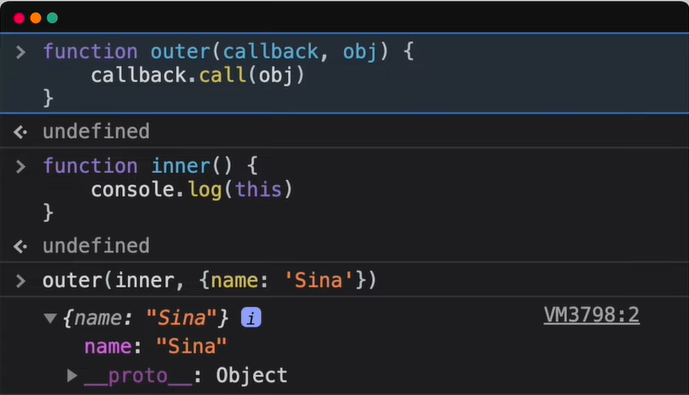 > function outer(callback, obj) {
callback.call(obj)
}
undefined
> function inner() {
console.log(this)
}
undefined
> outer(inner, {name: 'Sina'})
▼{name: "Sina"} i VM3798:2
name: "Sina"
▶ __proto__: Object